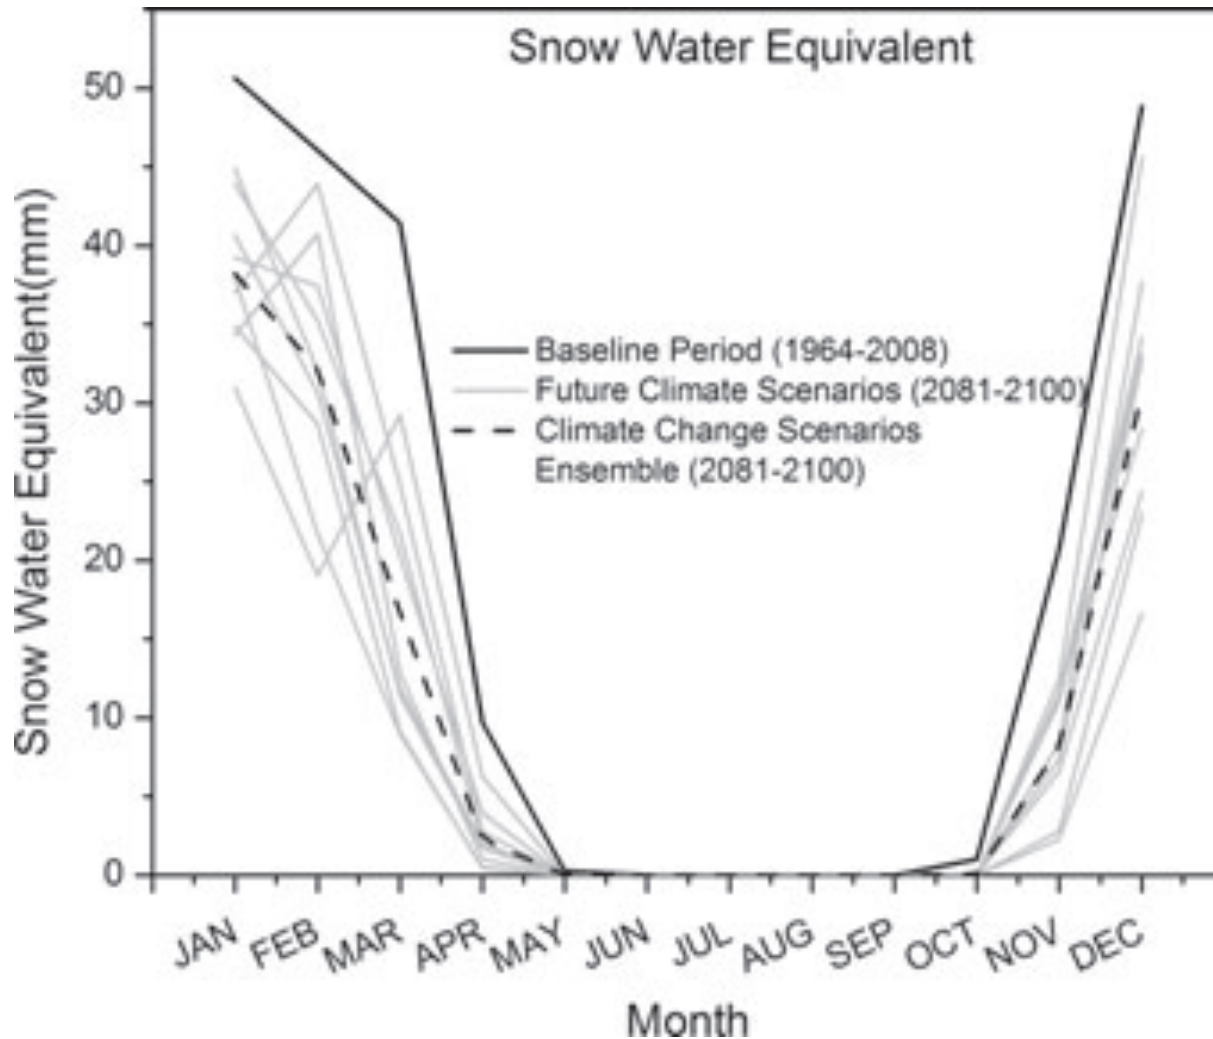 Snow Water Equivalent
50
40
30
20
10
0
Snow Water Equivalent(mm)
Baseline Period (1964-2008)
Future Climate Scenarios (2081-2100)
Climate Change Scenarios
Ensemble (2081-2100)
JAN FEB MAR APR MAY JUN JUL AUG SEP OCT NOV DEC
Month